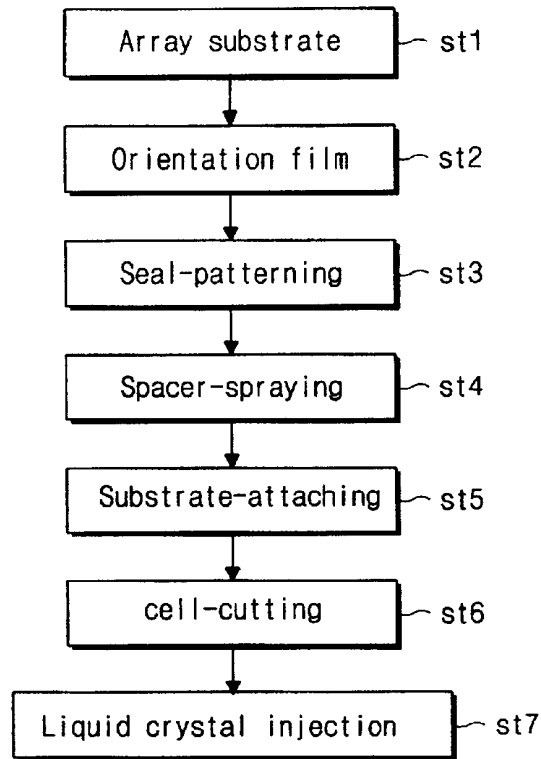 Array substrate st1
Orientation film st2
Seal-patterning st3
Spacer-spraying st4
Substrate-attaching st5
cell-cutting st6
Liquid crystal injection st7